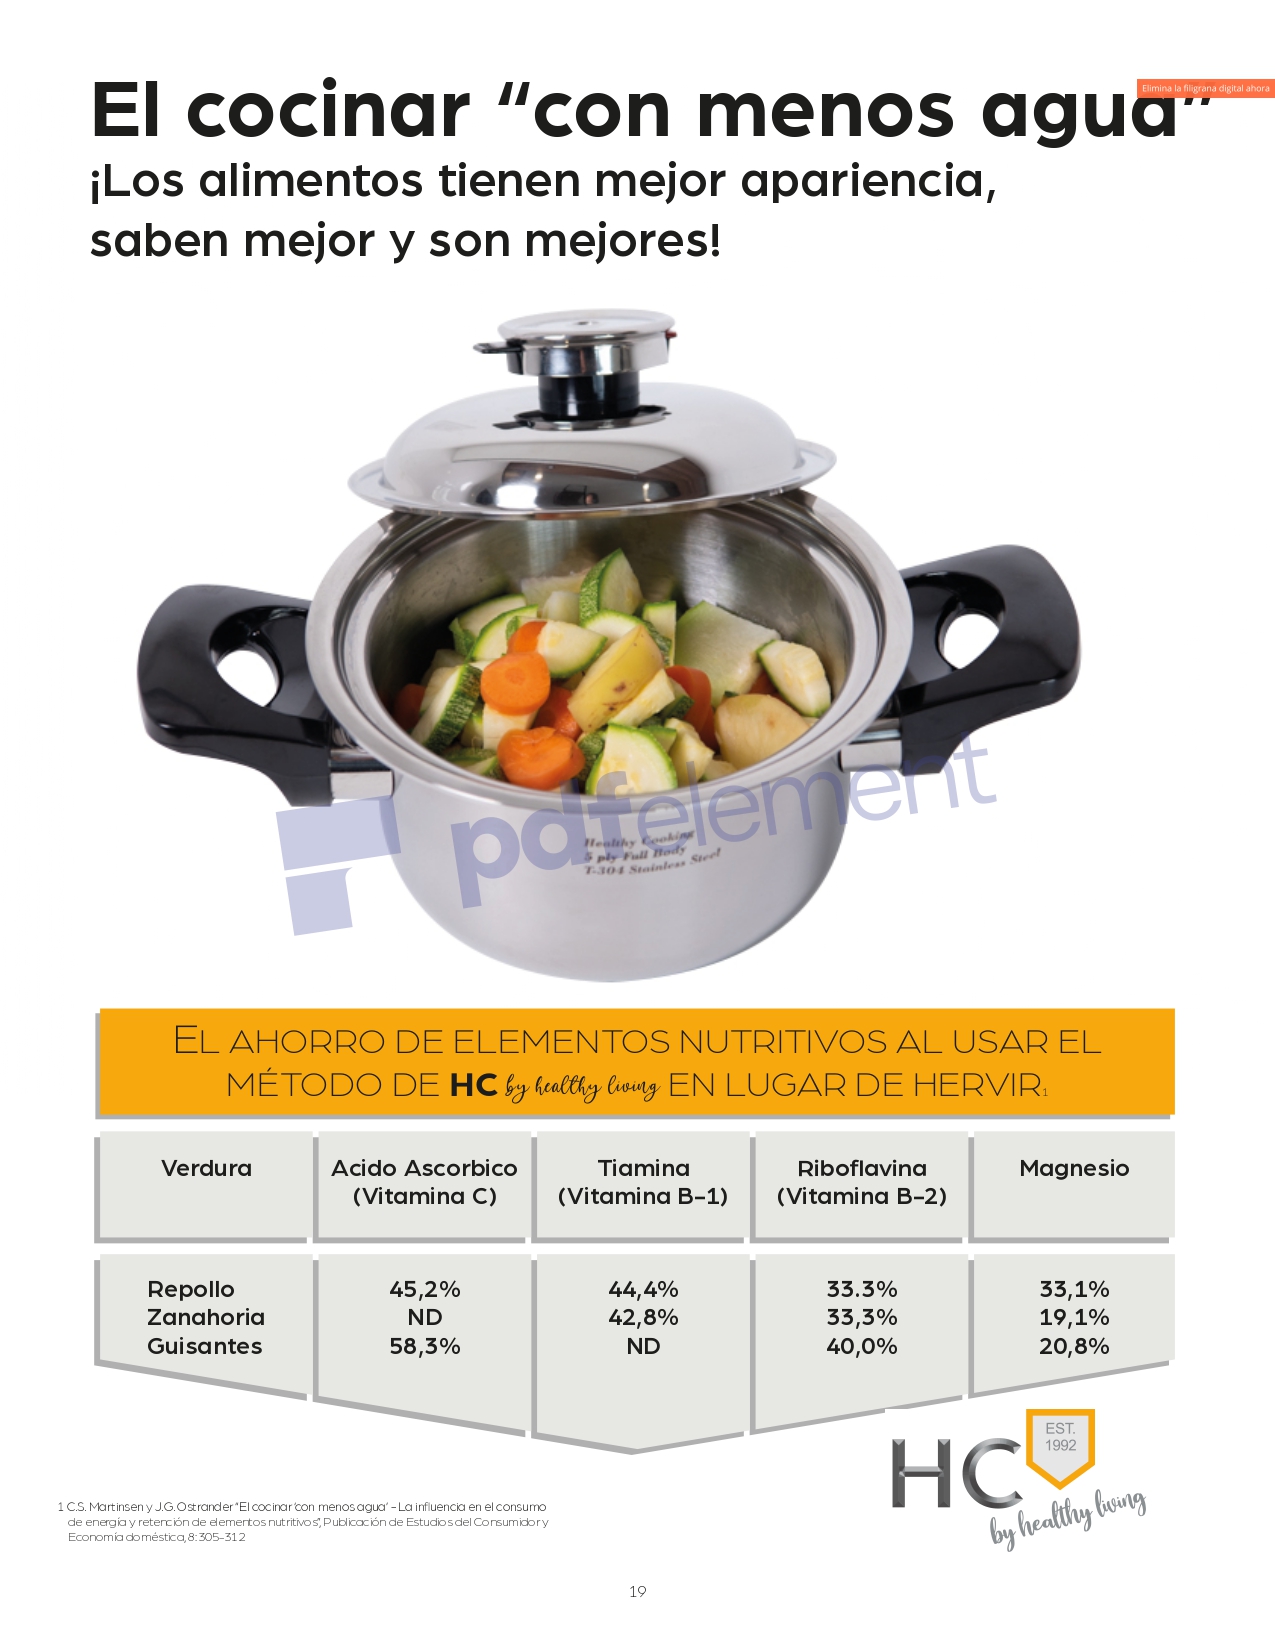 Elimina la filigrana digital ahora
El cocinar “con menos agua”
¡Los alimentos tienen mejor apariencia,
saben mejor y son mejores!
pdfelement
Healthy Cooking
5 ply Full Body
T-304 Stainless Steel
EL AHORRO DE ELEMENTOS NUTRITIVOS AL USAR EL
MÉTODO DE HC by healthy living EN LUGAR DE HERVIR.1
Verdura Acido Ascorbico (Vitamina C) Tiamina (Vitamina B-1) Riboflavina (Vitamina B-2) Magnesio
Repollo 45,2% 44,4% 33.3% 33,1%
Zanahoria ND 42,8% 33,3% 19,1%
Guisantes 58,3% ND 40,0% 20,8%
EST.
1992
HC
by healthy living
1 C.S. Martinsen y J.G. Ostrander “El cocinar ‘con menos agua’ - La influencia en el consumo
de energía y retención de elementos nutritivos”, Publicación de Estudios del Consumidor y
Economía doméstica, 8: 305-312
19